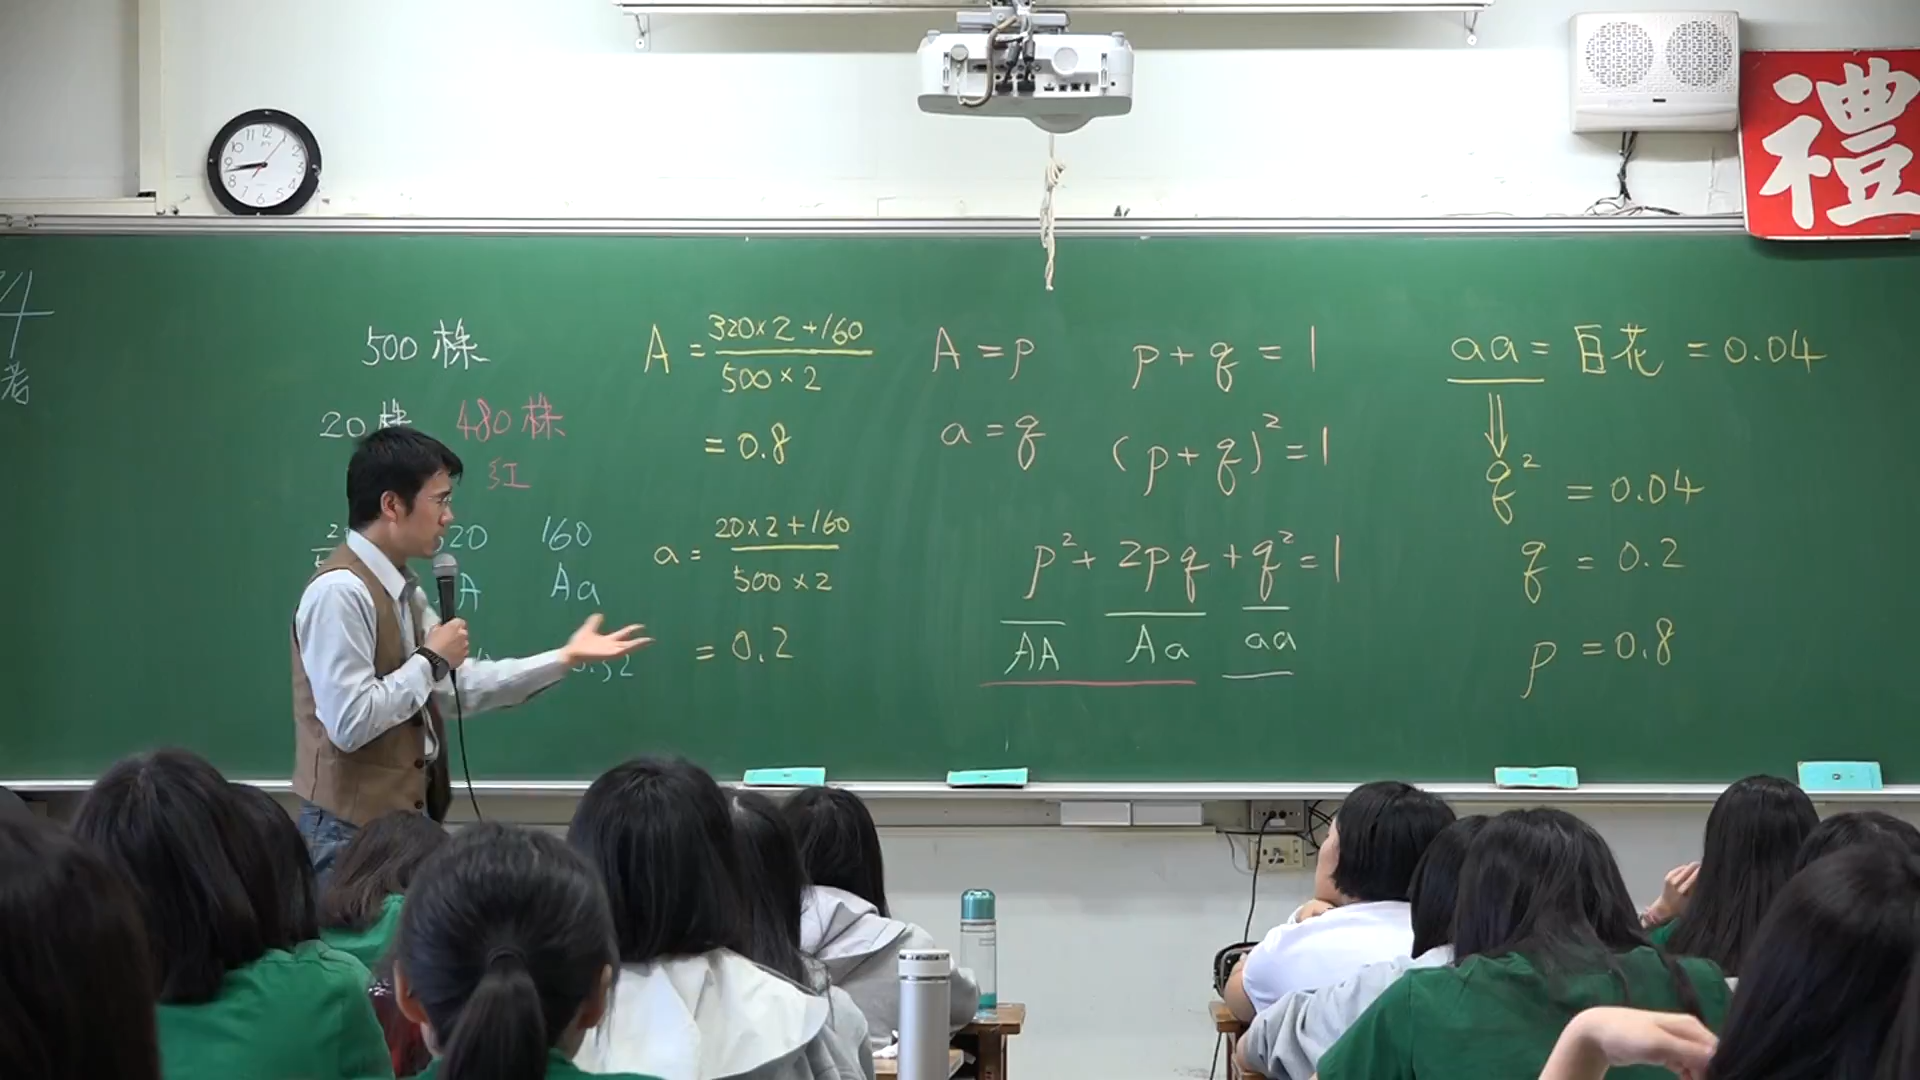 考
500株
20株 480株
紅
20 160
A Aa
A = 320×2+160 / 500×2
= 0.8
a = 20×2+160 / 500×2
= 0.2
A = p
a = q
p + q = 1
(p+q)² = 1
p² + 2pq + q² = 1
AA Aa aa
aa = 白花 = 0.04
⇓
q² = 0.04
q = 0.2
p = 0.8
禮